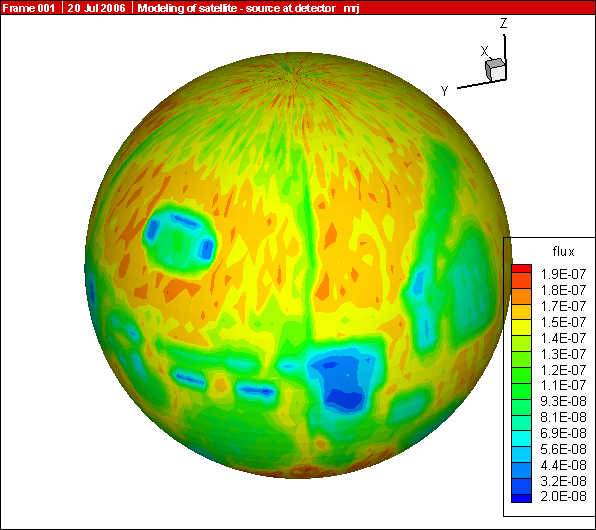 Frame 001 | 20 Jul 2006 | Modeling of satellite - source at detector mrj
Z
X
Y
flux
1.9E-07
1.8E-07
1.7E-07
1.5E-07
1.4E-07
1.3E-07
1.2E-07
1.1E-07
9.3E-08
8.1E-08
6.9E-08
5.6E-08
4.4E-08
3.2E-08
2.0E-08